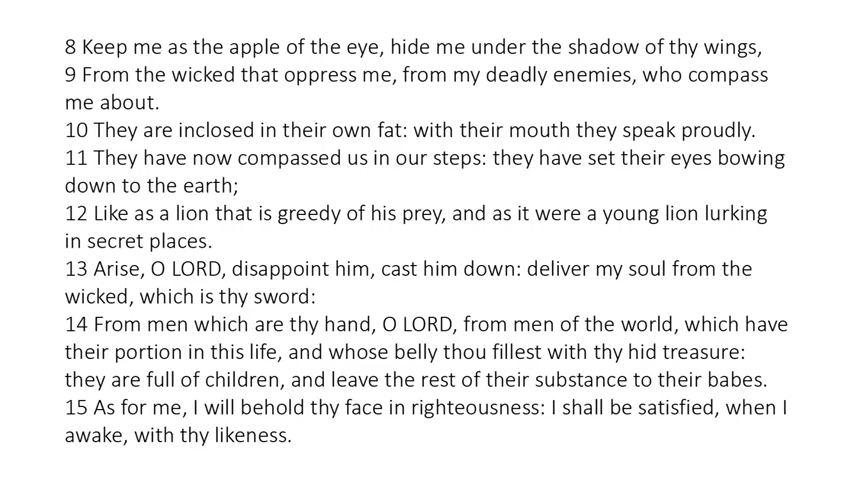 8 Keep me as the apple of the eye, hide me under the shadow of thy wings,
9 From the wicked that oppress me, from my deadly enemies, who compass
me about.
10 They are inclosed in their own fat: with their mouth they speak proudly.
11 They have now compassed us in our steps: they have set their eyes bowing
down to the earth;
12 Like as a lion that is greedy of his prey, and as it were a young lion lurking
in secret places.
13 Arise, O LORD, disappoint him, cast him down: deliver my soul from the
wicked, which is thy sword:
14 From men which are thy hand, O LORD, from men of the world, which have
their portion in this life, and whose belly thou fillest with thy hid treasure:
they are full of children, and leave the rest of their substance to their babes.
15 As for me, I will behold thy face in righteousness: I shall be satisfied, when I
awake, with thy likeness.